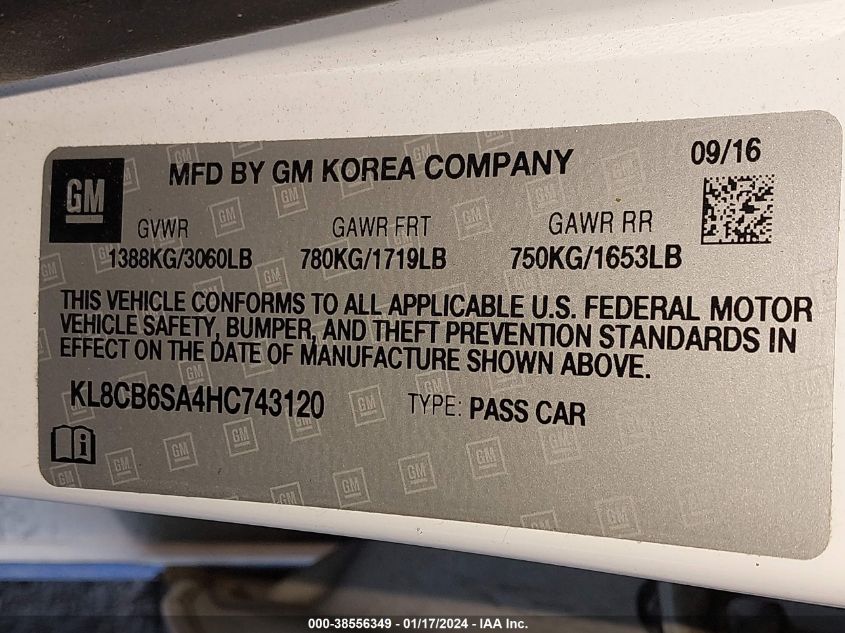 GM
MFD BY GM KOREA COMPANY
09/16
GVWR GAWR FRT GAWR RR
1388KG/3060LB 780KG/1719LB 750KG/1653LB
THIS VEHICLE CONFORMS TO ALL APPLICABLE U.S. FEDERAL MOTOR
VEHICLE SAFETY, BUMPER, AND THEFT PREVENTION STANDARDS IN
EFFECT ON THE DATE OF MANUFACTURE SHOWN ABOVE.
KL8CB6SA4HC743120 TYPE: PASS CAR
000-38556349 - 01/17/2024 - IAA Inc.